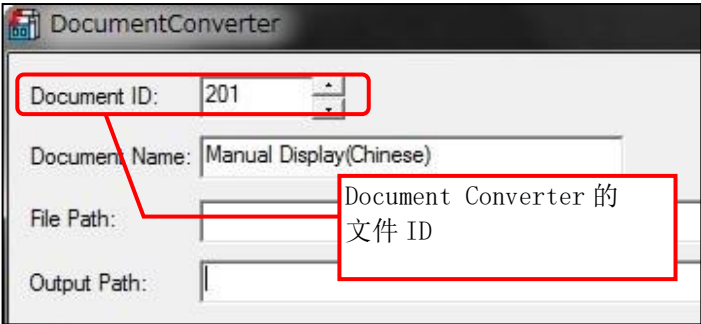 DocumentConverter
Document ID: 201
Document Name: Manual Display(Chinese)
Document Converter 的
文件 ID
File Path:
Output Path: